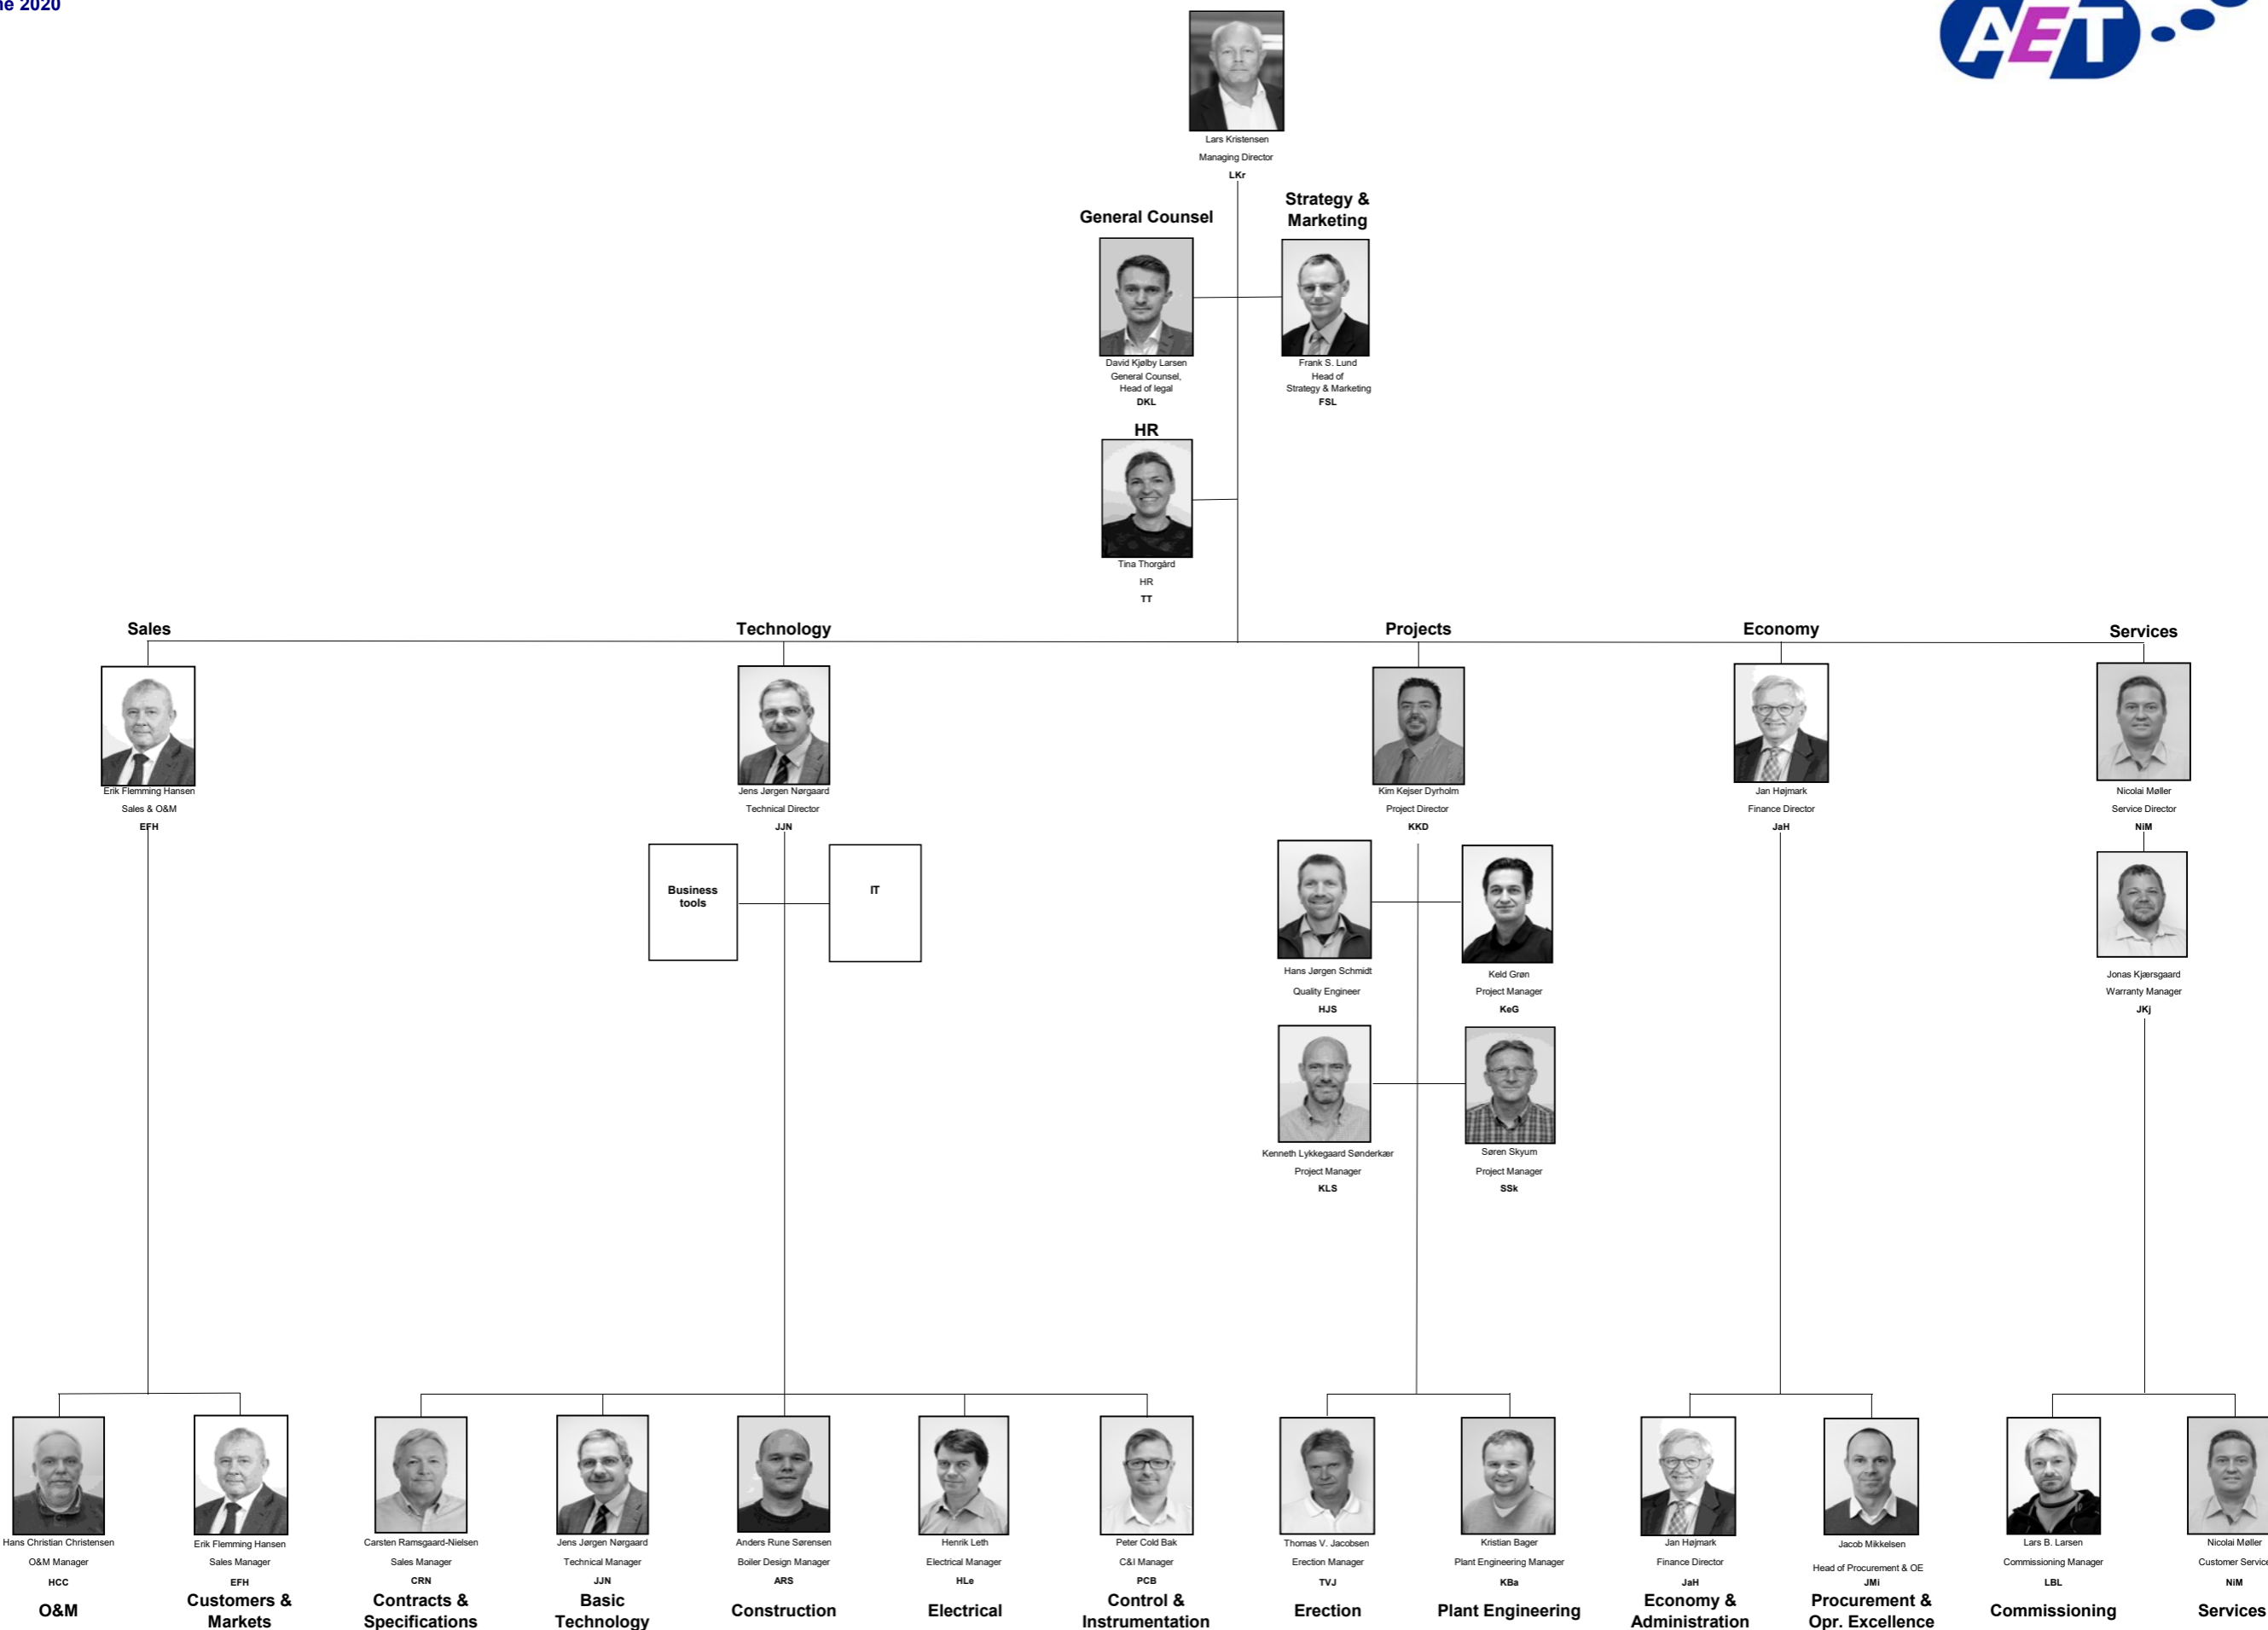 ne 2020
AET
Lars Kristensen
Managing Director
LKr
General Counsel
Strategy &
Marketing
David Kjølby Larsen
General Counsel,
Head of legal
DKL
Frank S. Lund
Head of
Strategy & Marketing
FSL
HR
Tina Thorgård
HR
TT
Sales
Technology
Projects
Economy
Services
Erik Flemming Hansen
Sales & O&M
EFH
Jens Jørgen Nørgaard
Technical Director
JJN
Kim Kejser Dyrholm
Project Director
KKD
Jan Højmark
Finance Director
JaH
Nicolai Møller
Service Director
NiM
Business
tools
IT
Hans Jørgen Schmidt
Quality Engineer
HJS
Keld Grøn
Project Manager
KeG
Jonas Kjærsgaard
Warranty Manager
JKj
Kenneth Lykkegaard Sønderkær
Project Manager
KLS
Søren Skyum
Project Manager
SSk
Hans Christian Christensen
O&M Manager
HCC
O&M
Erik Flemming Hansen
Sales Manager
EFH
Customers &
Markets
Carsten Ramsgaard-Nielsen
Sales Manager
CRN
Contracts &
Specifications
Jens Jørgen Nørgaard
Technical Manager
JJN
Basic
Technology
Anders Rune Sørensen
Boiler Design Manager
ARS
Construction
Henrik Leth
Electrical Manager
HLe
Electrical
Peter Cold Bak
C&I Manager
PCB
Control &
Instrumentation
Thomas V. Jacobsen
Erection Manager
TVJ
Erection
Kristian Bager
Plant Engineering Manager
KBa
Plant Engineering
Jan Højmark
Finance Director
JaH
Economy &
Administration
Jacob Mikkelsen
Head of Procurement & OE
JMi
Procurement &
Opr. Excellence
Lars B. Larsen
Commissioning Manager
LBL
Commissioning
Nicolai Møller
Customer Service
NiM
Services